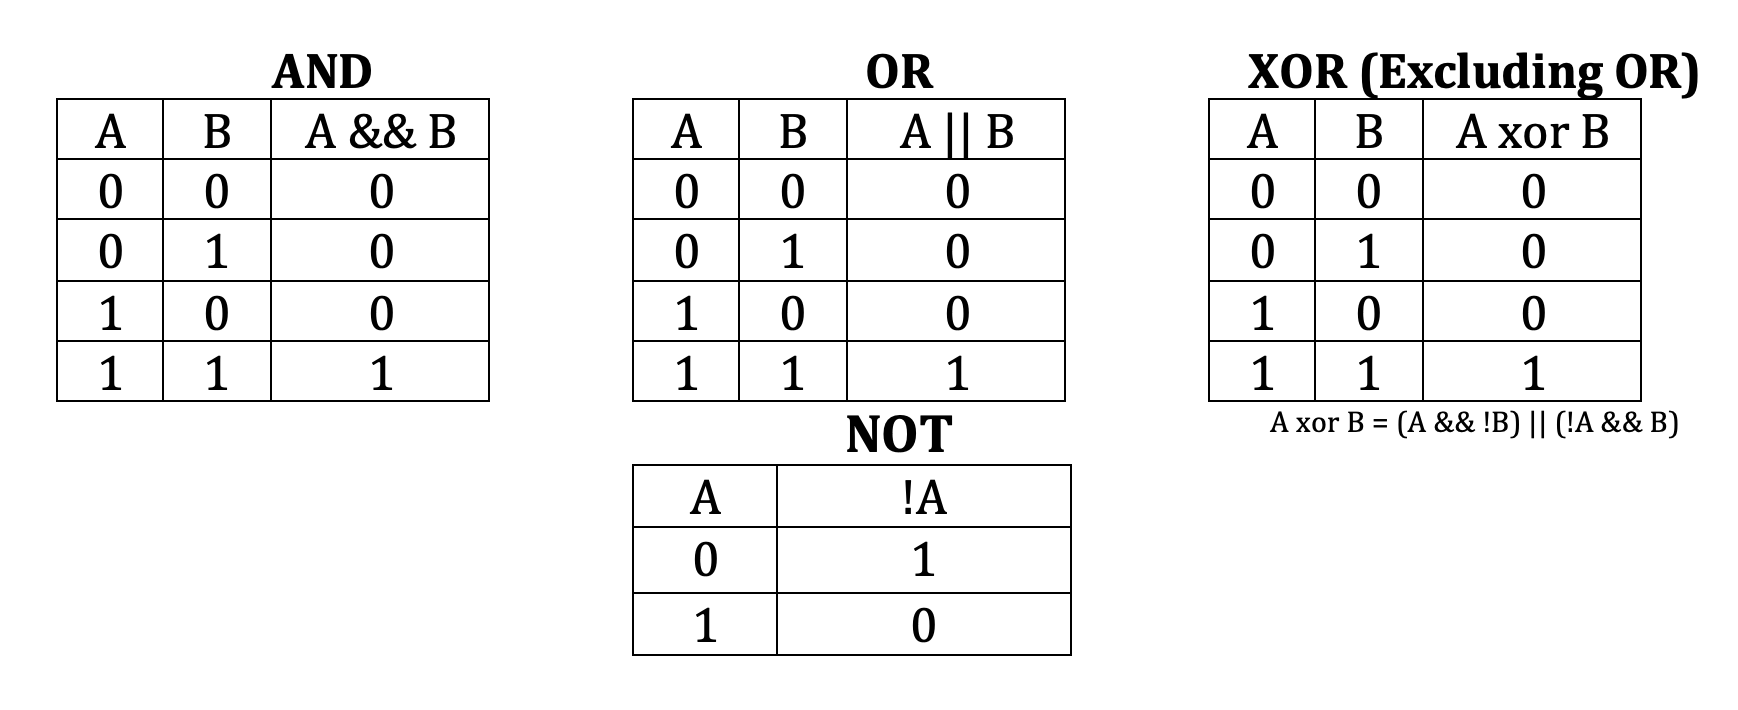 AND
A B A && B
0 0 0
0 1 0
1 0 0
1 1 1
OR
A B A || B
0 0 0
0 1 0
1 0 0
1 1 1
XOR (Excluding OR)
A B A xor B
0 0 0
0 1 0
1 0 0
1 1 1
A xor B = (A && !B) || (!A && B)
NOT
A !A
0 1
1 0